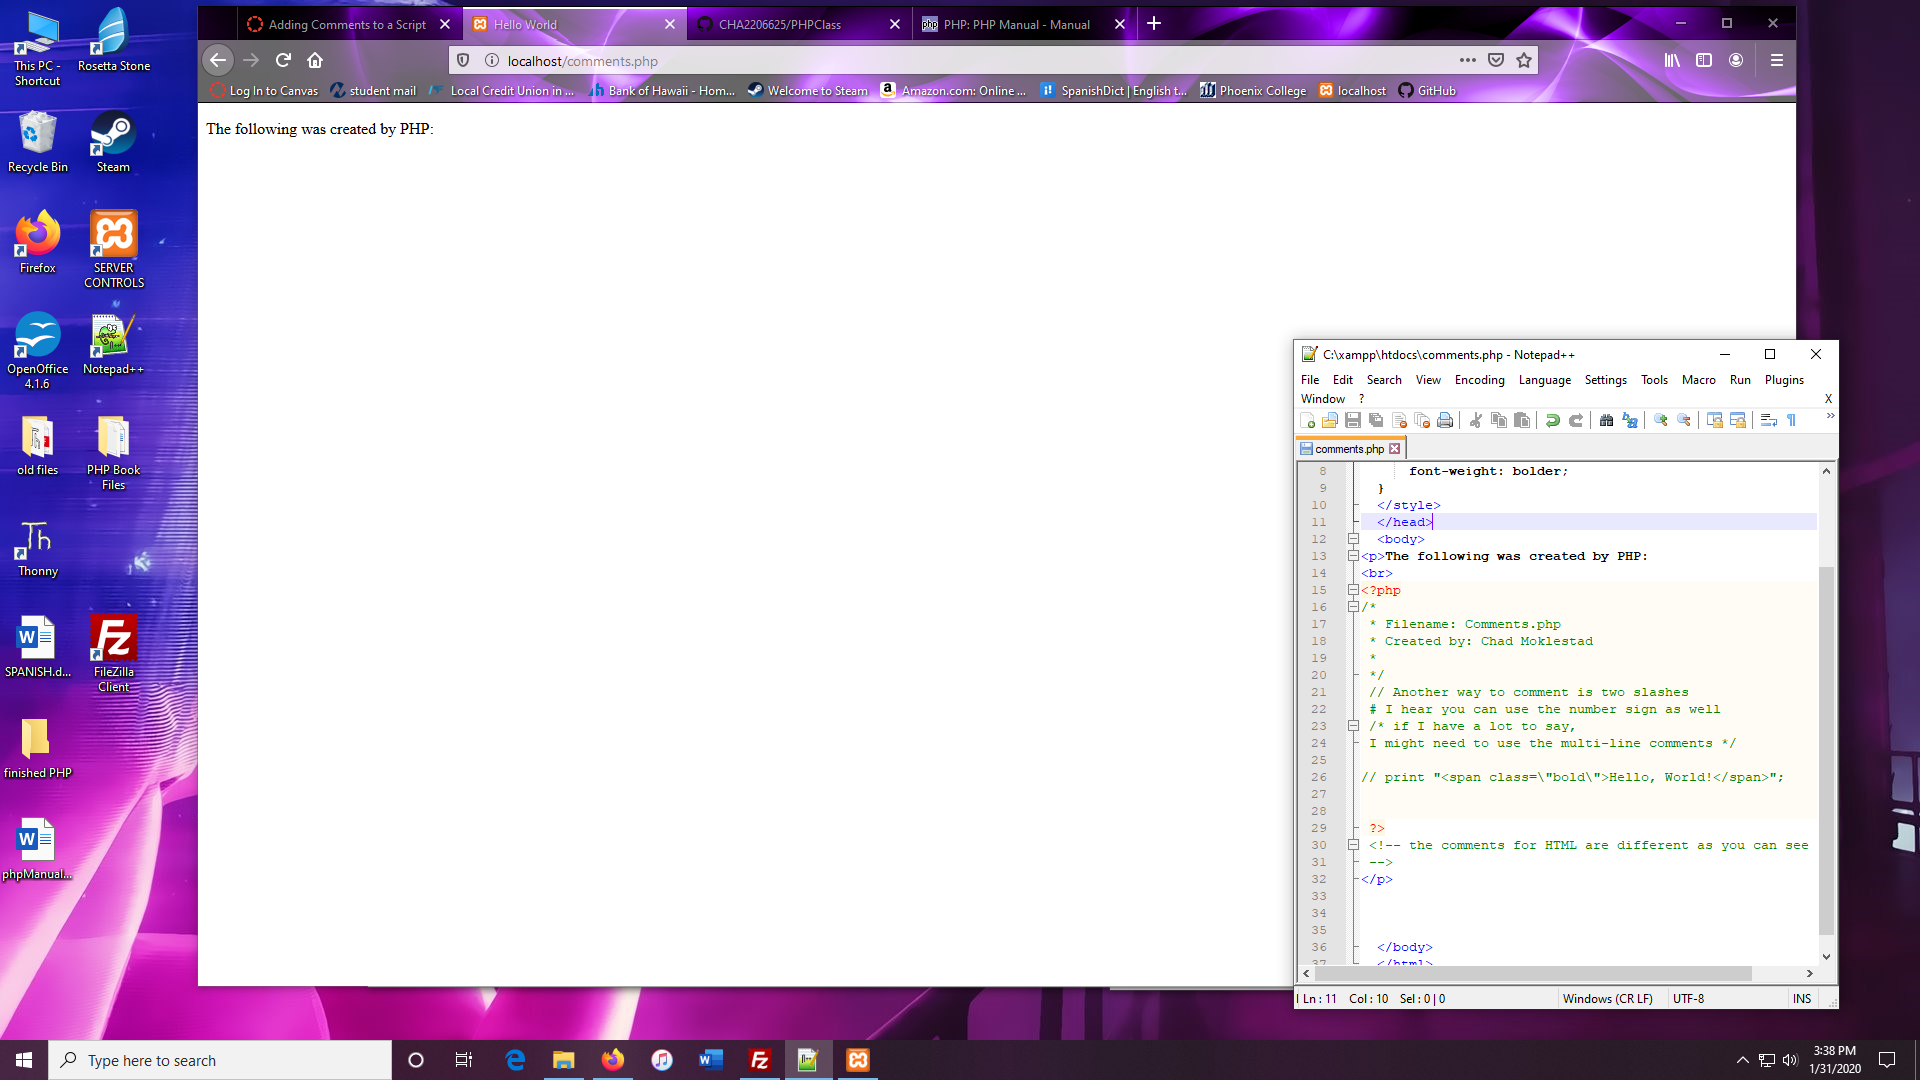 This PC -
Shortcut
Rosetta Stone
Recycle Bin
Steam
Firefox
SERVER
CONTROLS
OpenOffice
4.1.6
Notepad++
old files
PHP Book
Files
Thonny
SPANISH.d...
FileZilla
Client
finished PHP
phpManual...
Adding Comments to a Script
Hello World
CHA2206625/PHPClass
PHP: PHP Manual - Manual
localhost/comments.php
Log In to Canvas
student mail
Local Credit Union in ...
Bank of Hawaii - Hom...
Welcome to Steam
Amazon.com: Online ...
SpanishDict | English t...
Phoenix College
localhost
GitHub
The following was created by PHP:
C:\xampp\htdocs\comments.php - Notepad++
File Edit Search View Encoding Language Settings Tools Macro Run Plugins
Window ? X
comments.php
8 font-weight: bolder;
9 }
10 </style>
11 </head>
12 <body>
13 <p>The following was created by PHP:
14 <br>
15 <?php
16 /*
17 * Filename: Comments.php
18 * Created by: Chad Moklestad
19 *
20 */
21 // Another way to comment is two slashes
22 # I hear you can use the number sign as well
23 /* if I have a lot to say,
24 I might need to use the multi-line comments */
25
26 // print "<span class=\"bold\">Hello, World!</span>";
27
28
29 ?>
30 <!-- the comments for HTML are different as you can see
31 -->
32 </p>
33
34
35
36 </body>
37 </html>
Ln : 11 Col : 10 Sel : 0 | 0 Windows (CR LF) UTF-8 INS
Type here to search
3:38 PM
1/31/2020